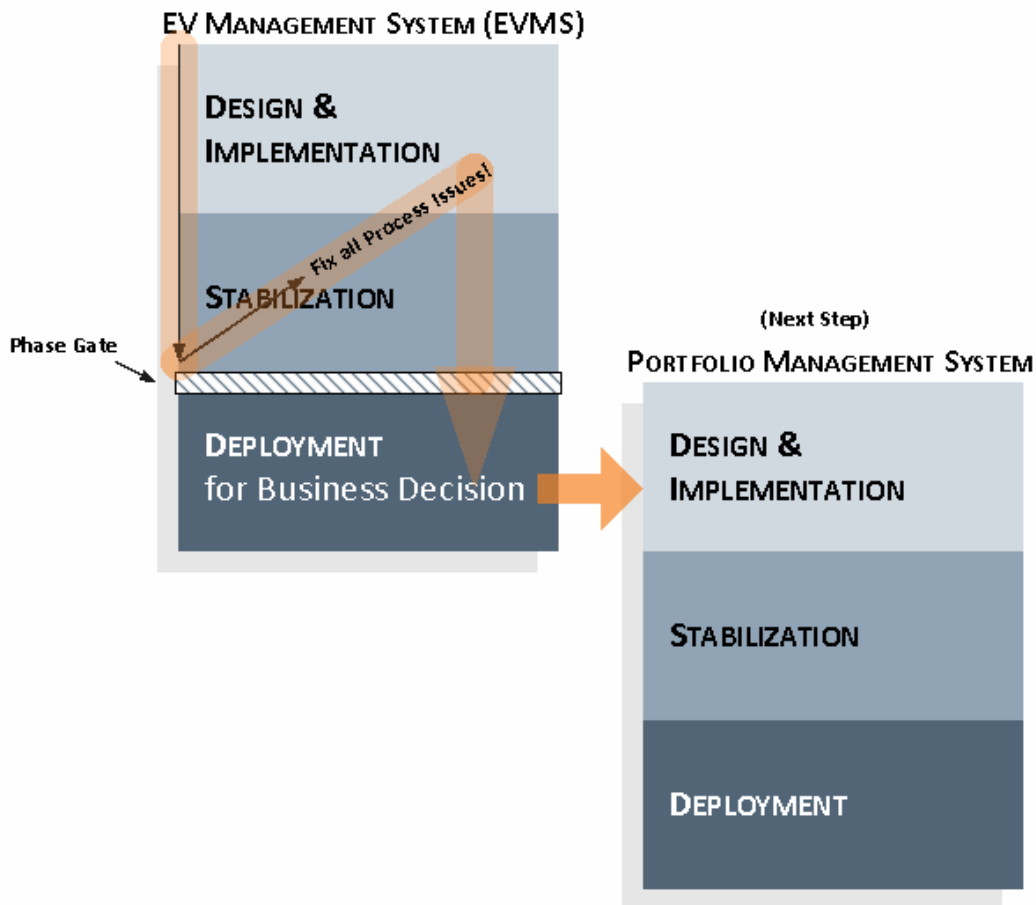 EV MANAGEMENT SYSTEM (EVMS)
DESIGN &
IMPLEMENTATION
Fix all Process Issues!
STABILIZATION
Phase Gate
DEPLOYMENT
for Business Decision
(Next Step)
PORTFOLIO MANAGEMENT SYSTEM
DESIGN &
IMPLEMENTATION
STABILIZATION
DEPLOYMENT